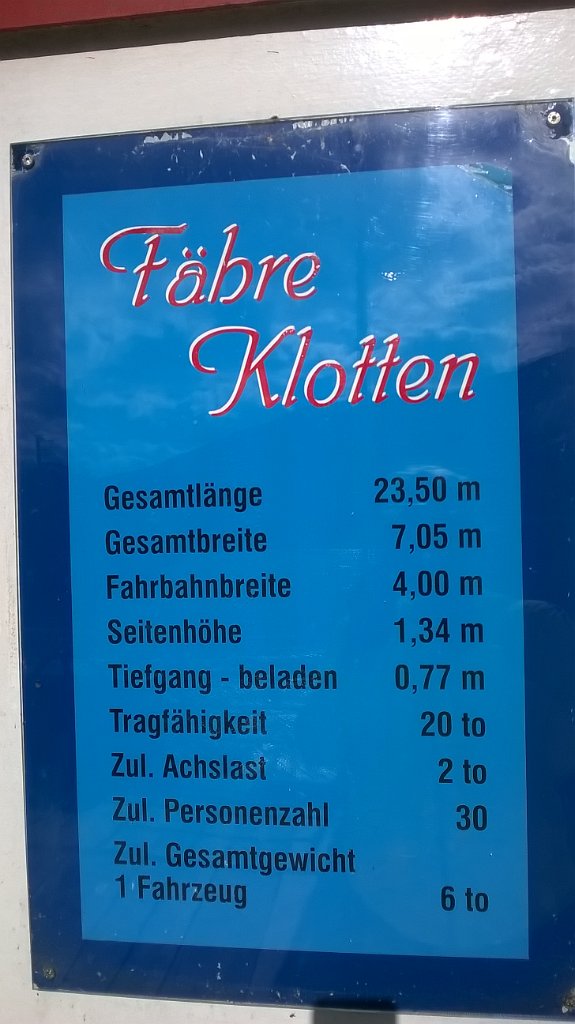 Fähre
Klotten
Gesamtlänge 23,50 m
Gesamtbreite 7,05 m
Fahrbahnbreite 4,00 m
Seitenhöhe 1,34 m
Tiefgang - beladen 0,77 m
Tragfähigkeit 20 to
Zul. Achslast 2 to
Zul. Personenzahl 30
Zul. Gesamtgewicht
1 Fahrzeug 6 to